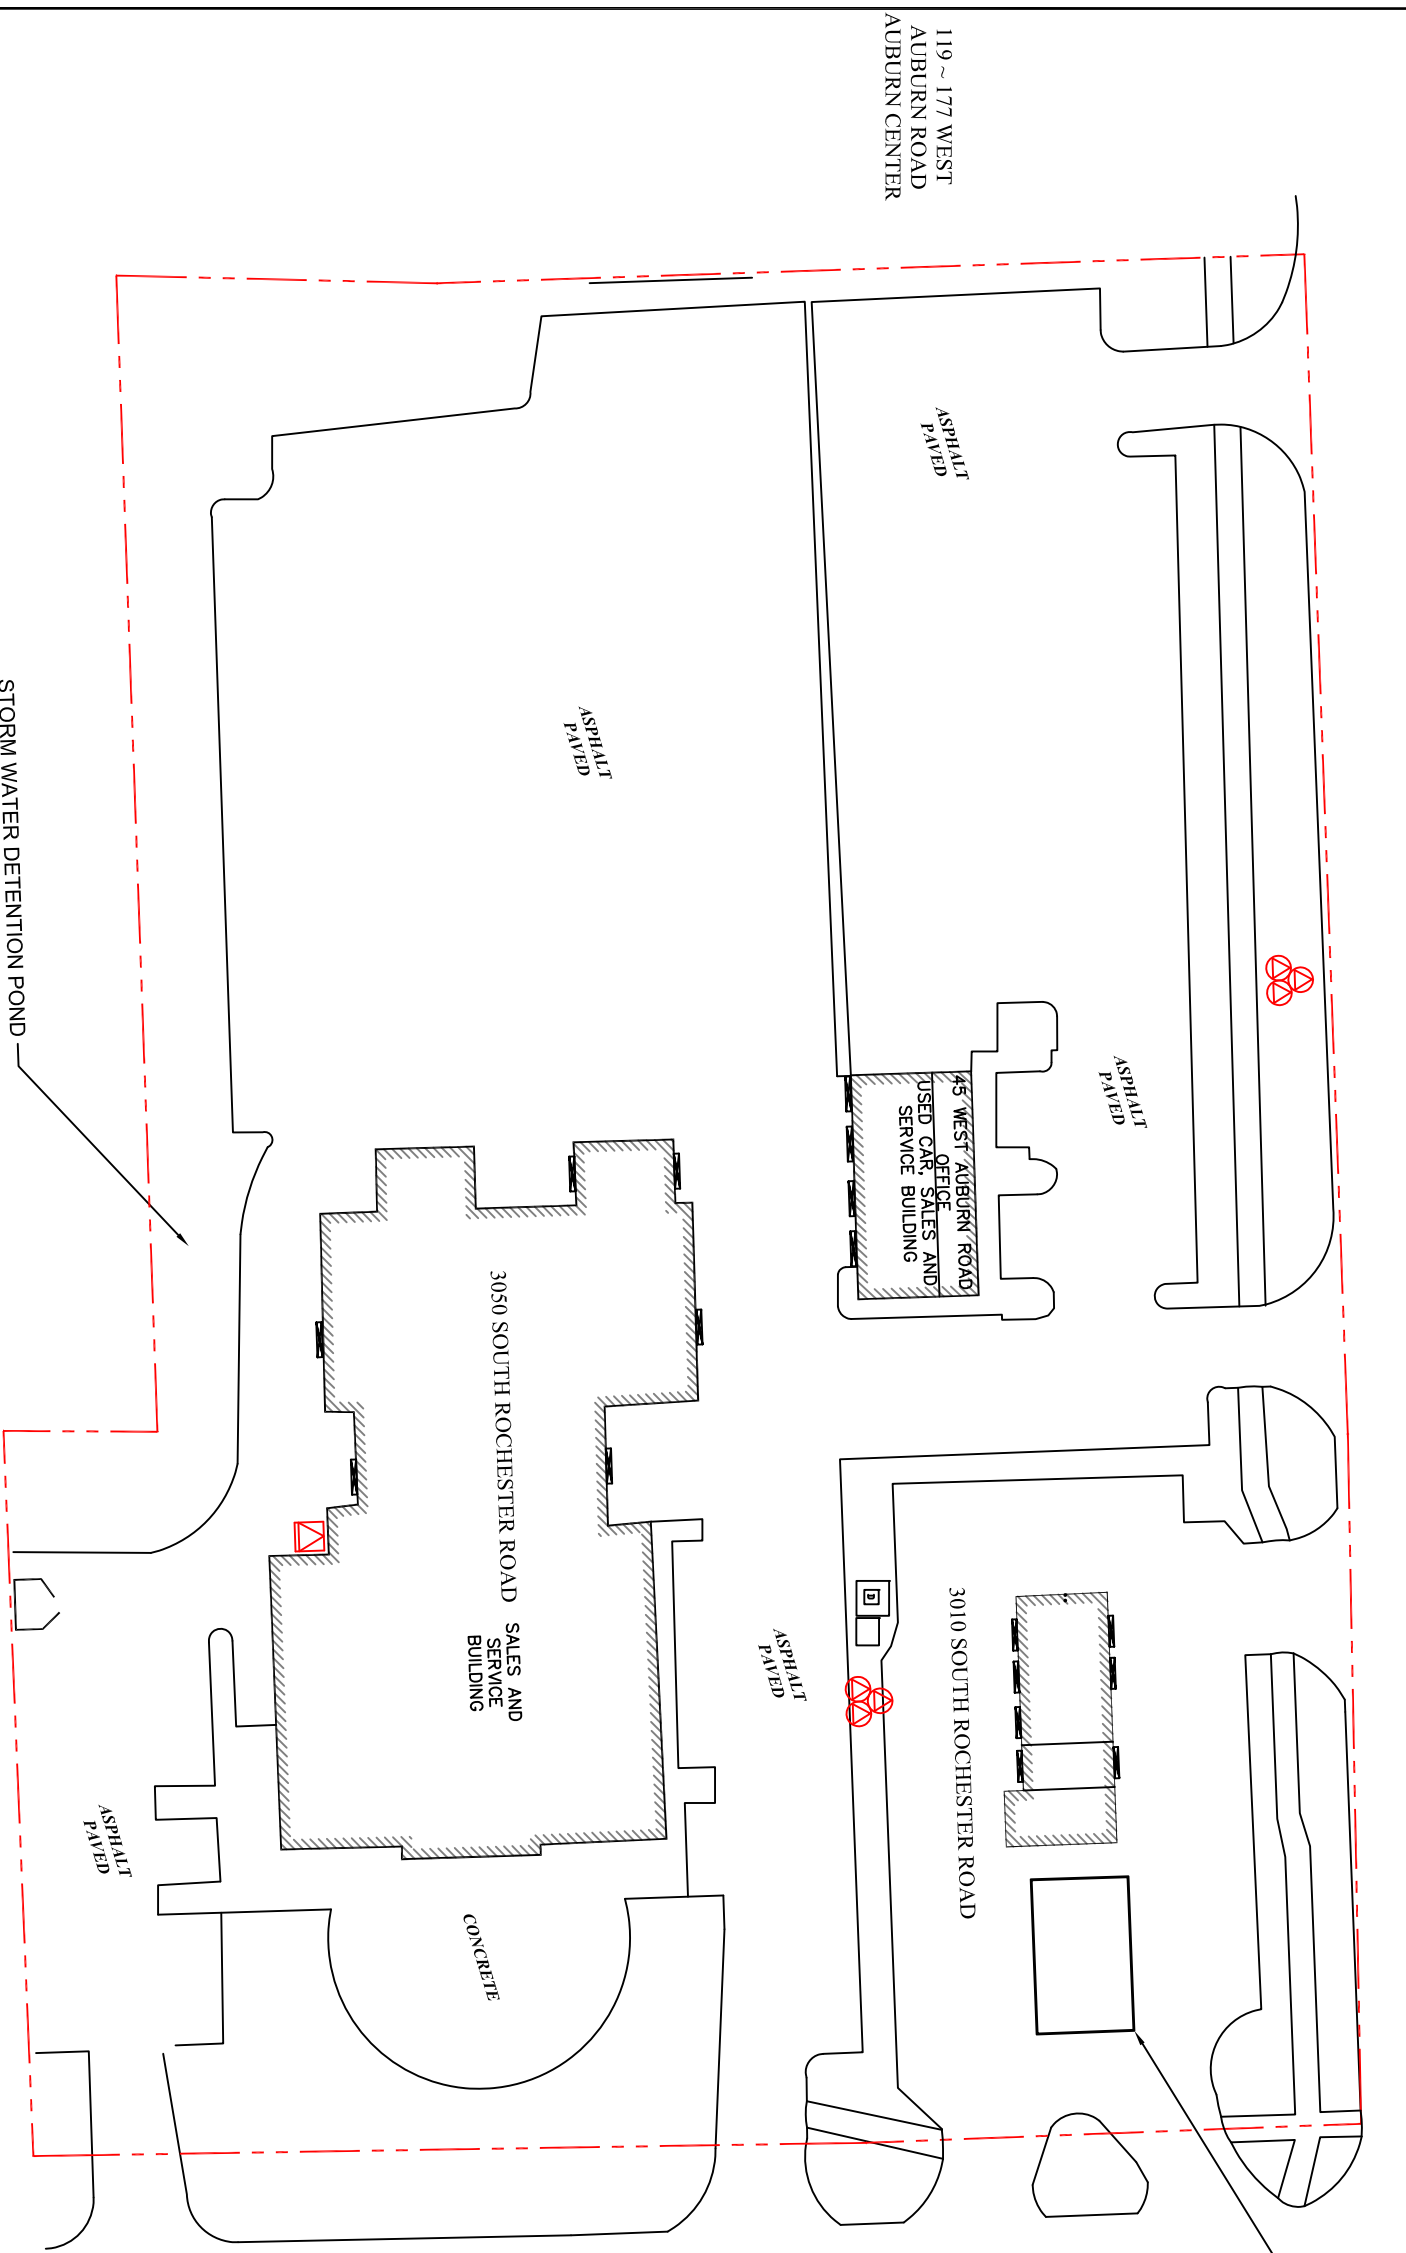 119 ~ 177 WEST
AUBURN ROAD
AUBURN CENTER
ASPHALT
PAVED
ASPHALT
PAVED
ASPHALT
PAVED
45 WEST AUBURN ROAD
OFFICE
USED CAR, SALES AND
SERVICE BUILDING
STORM WATER DETENTION POND
3050 SOUTH ROCHESTER ROAD
SALES AND
SERVICE
BUILDING
3010 SOUTH ROCHESTER ROAD
D
ASPHALT
PAVED
ASPHALT
PAVED
CONCRETE